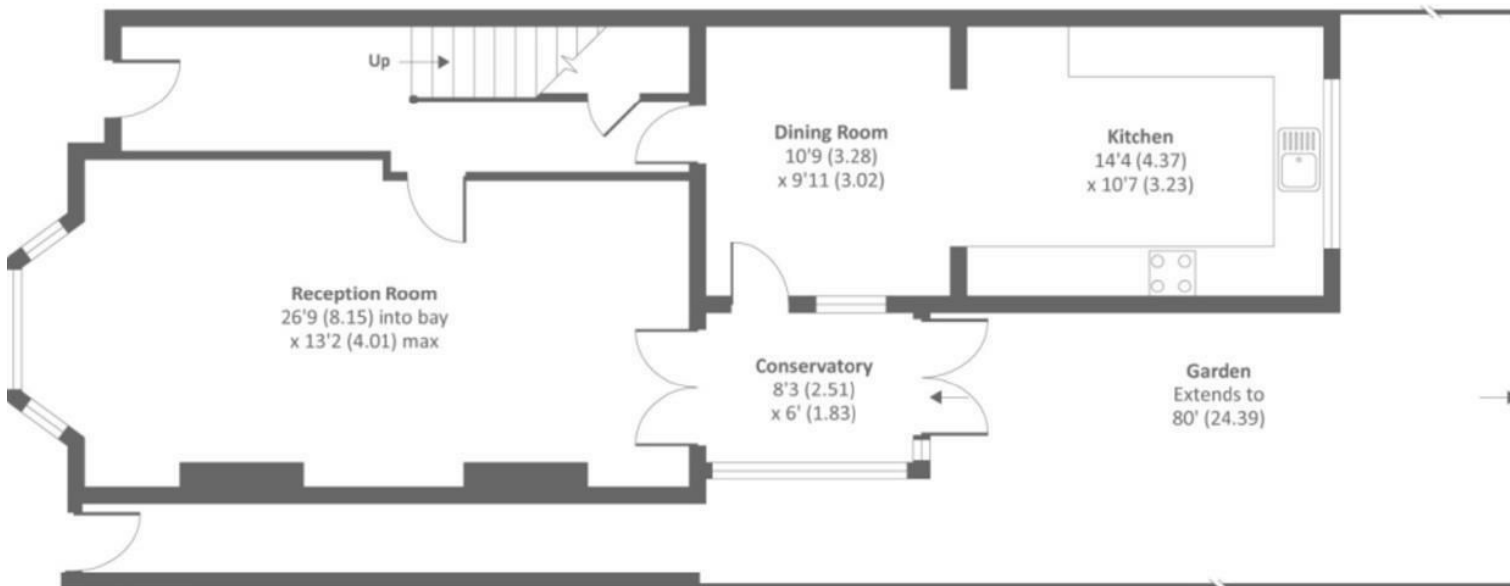 Up
Dining Room
10'9 (3.28)
x 9'11 (3.02)
Kitchen
14'4 (4.37)
x 10'7 (3.23)
Reception Room
26'9 (8.15) into bay
x 13'2 (4.01) max
Conservatory
8'3 (2.51)
x 6' (1.83)
Garden
Extends to
80' (24.39)